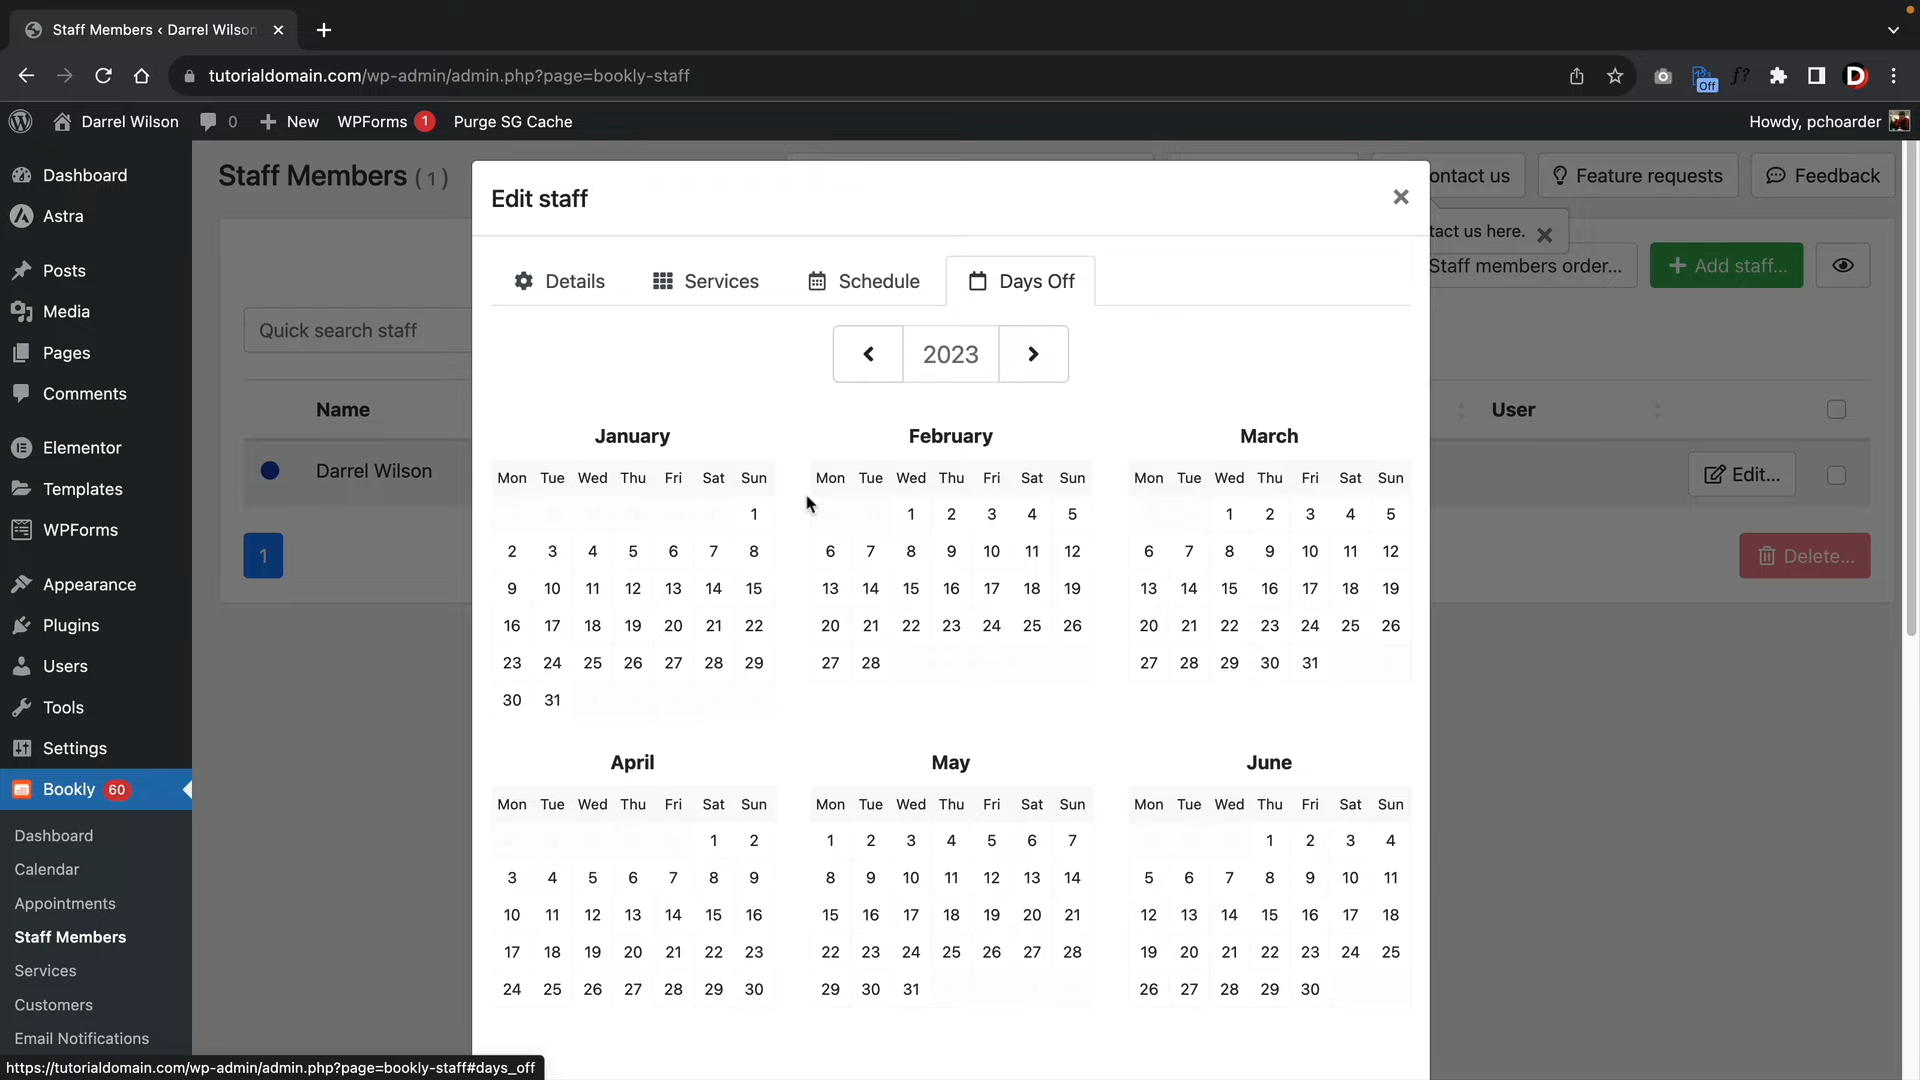 Staff Members ‹ Darrel Wilson
tutorialdomain.com/wp-admin/admin.php?page=bookly-staff
Off
f?
D
Darrel Wilson
0
New
WPForms 1
Purge SG Cache
Howdy, pchoarder
Dashboard
Astra
Posts
Media
Pages
Comments
Elementor
Templates
WPForms
Appearance
Plugins
Users
Tools
Settings
Bookly 60
Dashboard
Calendar
Appointments
Staff Members
Services
Customers
Email Notifications
Staff Members ( 1 )
ontact us
Feature requests
Feedback
tact us here.
Staff members order...
+ Add staff...
Quick search staff
Name
User
Darrel Wilson
Edit...
1
Delete...
Edit staff
Details
Services
Schedule
Days Off
2023
January
Mon Tue Wed Thu Fri Sat Sun
1
2 3 4 5 6 7 8
9 10 11 12 13 14 15
16 17 18 19 20 21 22
23 24 25 26 27 28 29
30 31
February
Mon Tue Wed Thu Fri Sat Sun
1 2 3 4 5
6 7 8 9 10 11 12
13 14 15 16 17 18 19
20 21 22 23 24 25 26
27 28
March
Mon Tue Wed Thu Fri Sat Sun
1 2 3 4 5
6 7 8 9 10 11 12
13 14 15 16 17 18 19
20 21 22 23 24 25 26
27 28 29 30 31
April
Mon Tue Wed Thu Fri Sat Sun
1 2
3 4 5 6 7 8 9
10 11 12 13 14 15 16
17 18 19 20 21 22 23
24 25 26 27 28 29 30
May
Mon Tue Wed Thu Fri Sat Sun
1 2 3 4 5 6 7
8 9 10 11 12 13 14
15 16 17 18 19 20 21
22 23 24 25 26 27 28
29 30 31
June
Mon Tue Wed Thu Fri Sat Sun
1 2 3 4
5 6 7 8 9 10 11
12 13 14 15 16 17 18
19 20 21 22 23 24 25
26 27 28 29 30
https://tutorialdomain.com/wp-admin/admin.php?page=bookly-staff#days_off